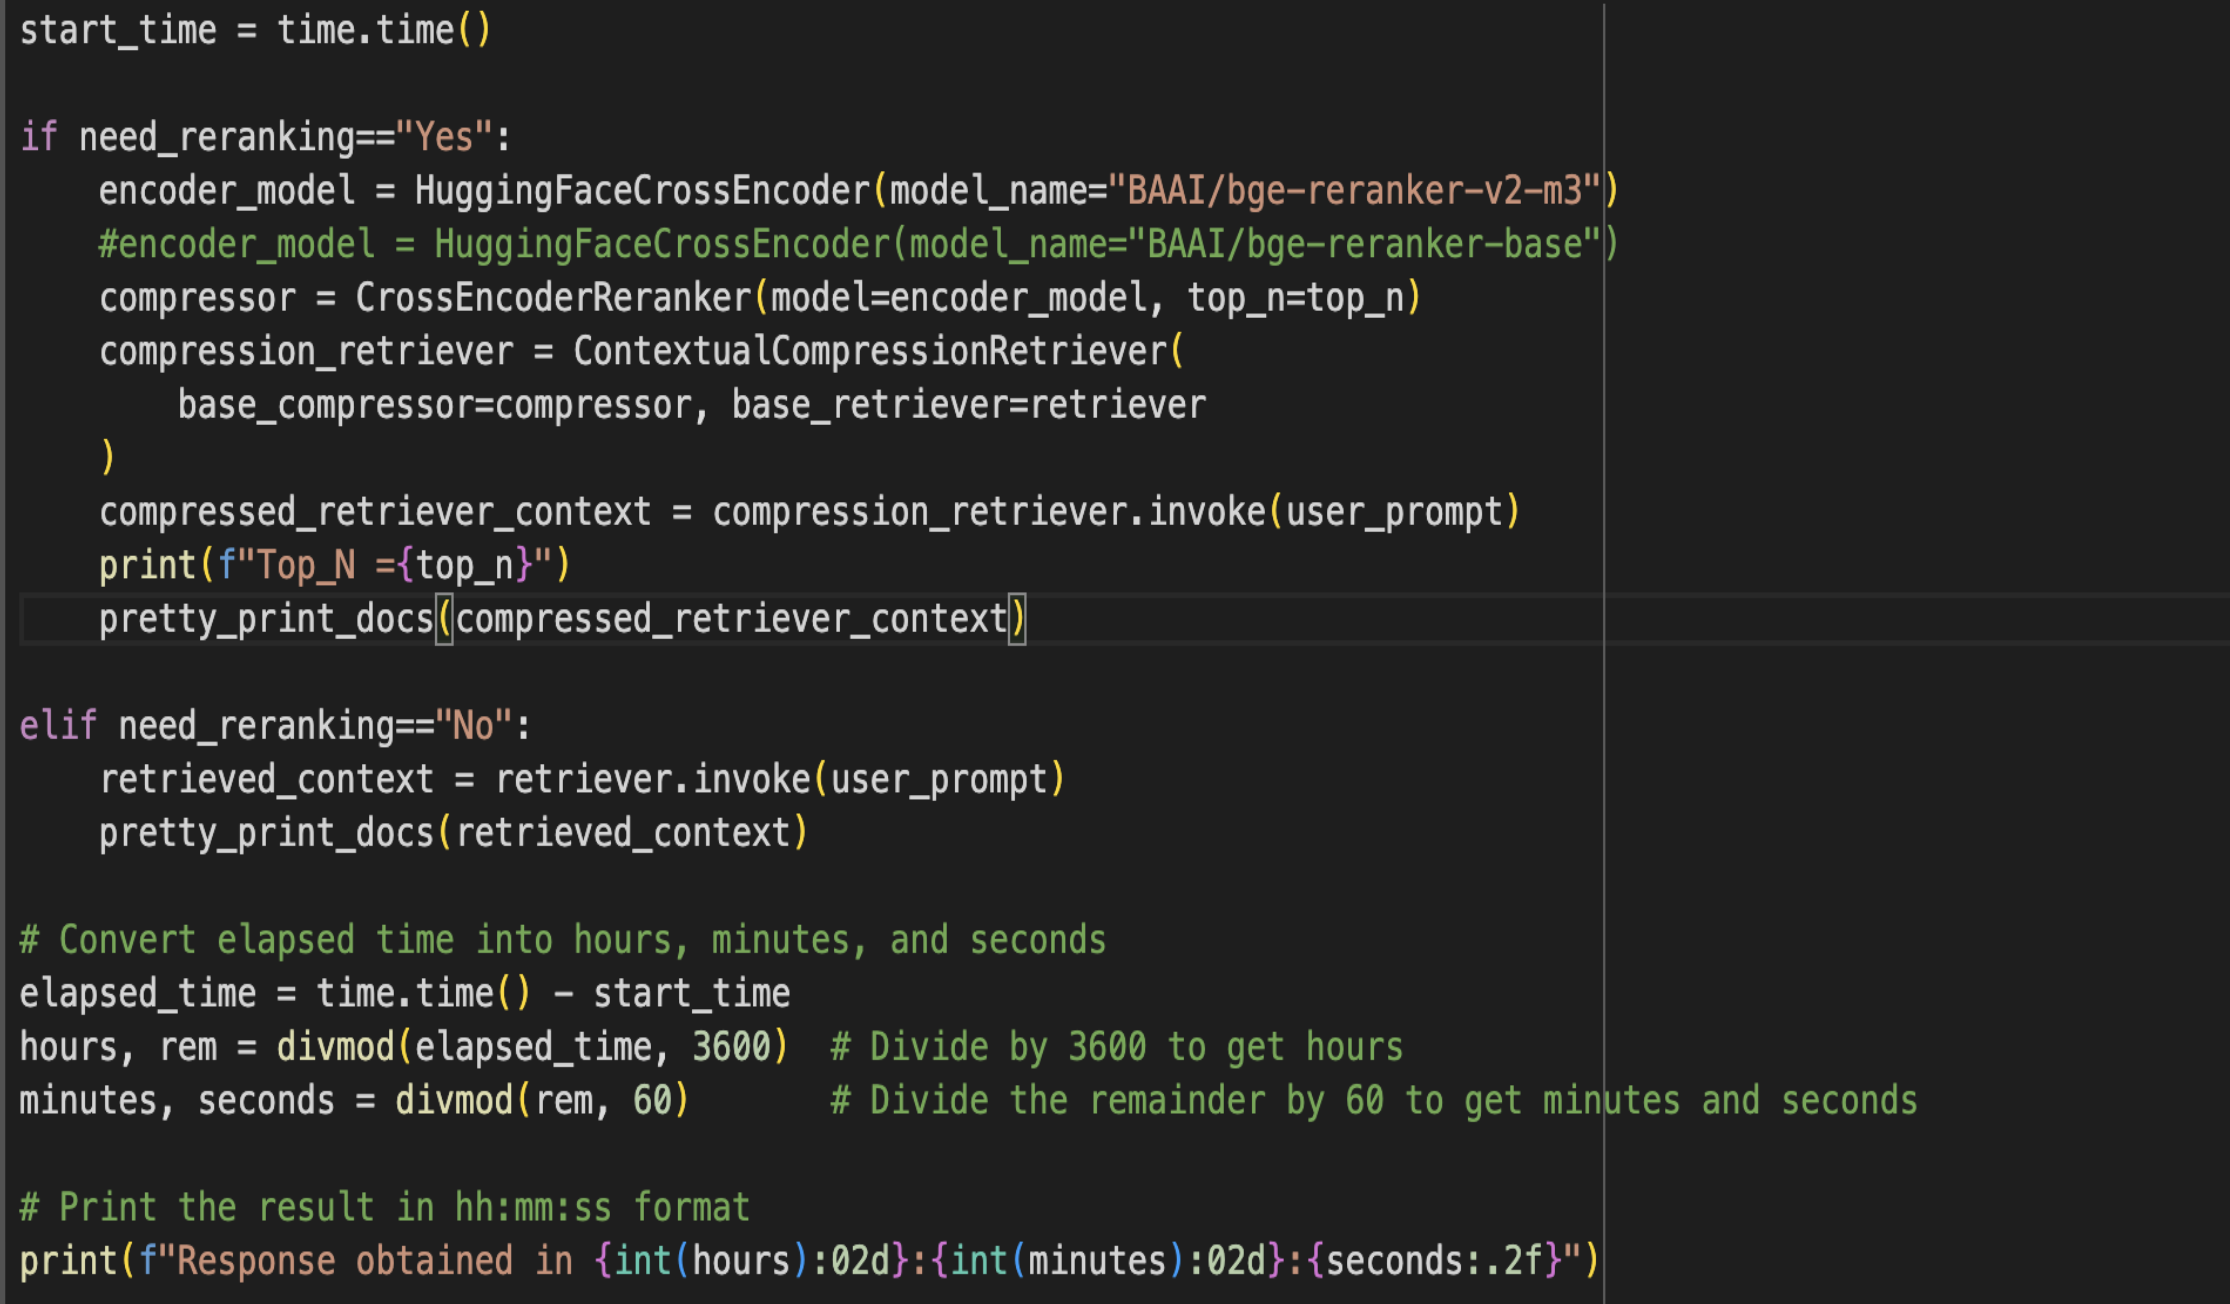 start_time = time.time()
if need_reranking=="Yes":
    encoder_model = HuggingFaceCrossEncoder(model_name="BAAI/bge-reranker-v2-m3")
    #encoder_model = HuggingFaceCrossEncoder(model_name="BAAI/bge-reranker-base")
    compressor = CrossEncoderReranker(model=encoder_model, top_n=top_n)
    compression_retriever = ContextualCompressionRetriever(
        base_compressor=compressor, base_retriever=retriever
    )
    compressed_retriever_context = compression_retriever.invoke(user_prompt)
    print(f"Top_N ={top_n}")
    pretty_print_docs(compressed_retriever_context)
elif need_reranking=="No":
    retrieved_context = retriever.invoke(user_prompt)
    pretty_print_docs(retrieved_context)
# Convert elapsed time into hours, minutes, and seconds
elapsed_time = time.time() - start_time
hours, rem = divmod(elapsed_time, 3600)  # Divide by 3600 to get hours
minutes, seconds = divmod(rem, 60)       # Divide the remainder by 60 to get minutes and seconds
# Print the result in hh:mm:ss format
print(f"Response obtained in {int(hours):02d}:{int(minutes):02d}:{seconds:.2f}")